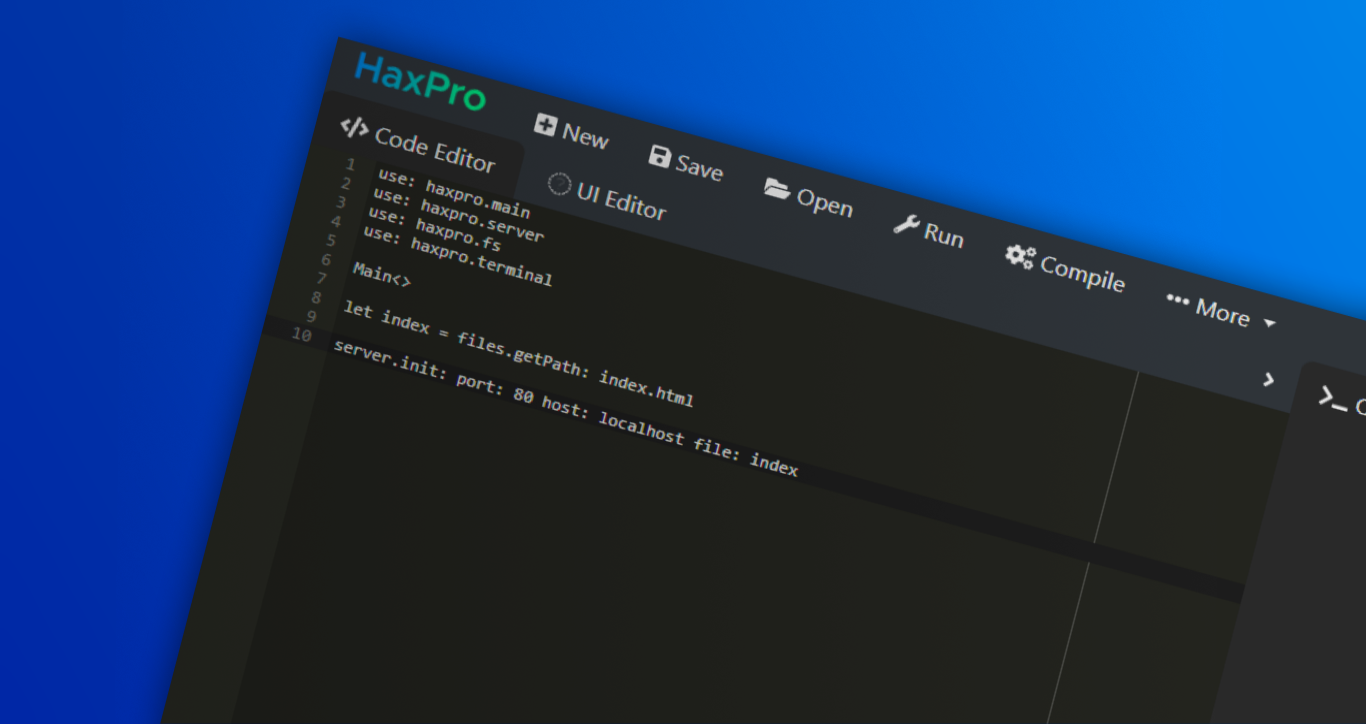 HaxPro
New
Save
Open
Run
Compile
More
Code Editor
UI Editor
1 use: haxpro.main
2 use: haxpro.server
3 use: haxpro.fs
4 use: haxpro.terminal
5
6 Main<>
7
8 let index = files.getPath: index.html
9
10 server.init: port: 80 host: localhost file: index